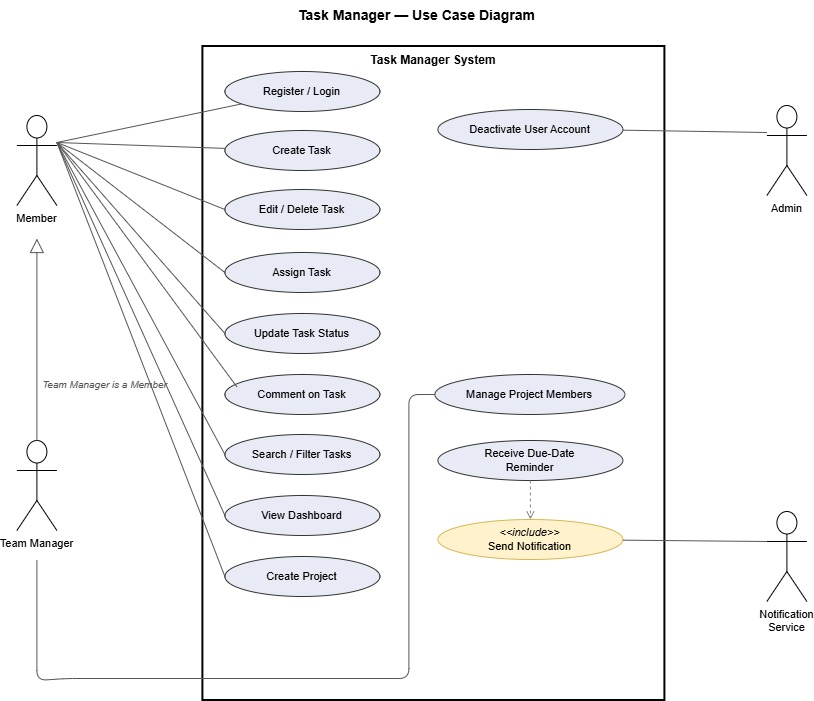 Task Manager — Use Case Diagram
Task Manager System
Register / Login
Deactivate User Account
Create Task
Member
Edit / Delete Task
Admin
Assign Task
Update Task Status
Team Manager is a Member
Comment on Task
Manage Project Members
Search / Filter Tasks
Receive Due-Date
Reminder
View Dashboard
<<include>>
Send Notification
Team Manager
Create Project
Notification
Service